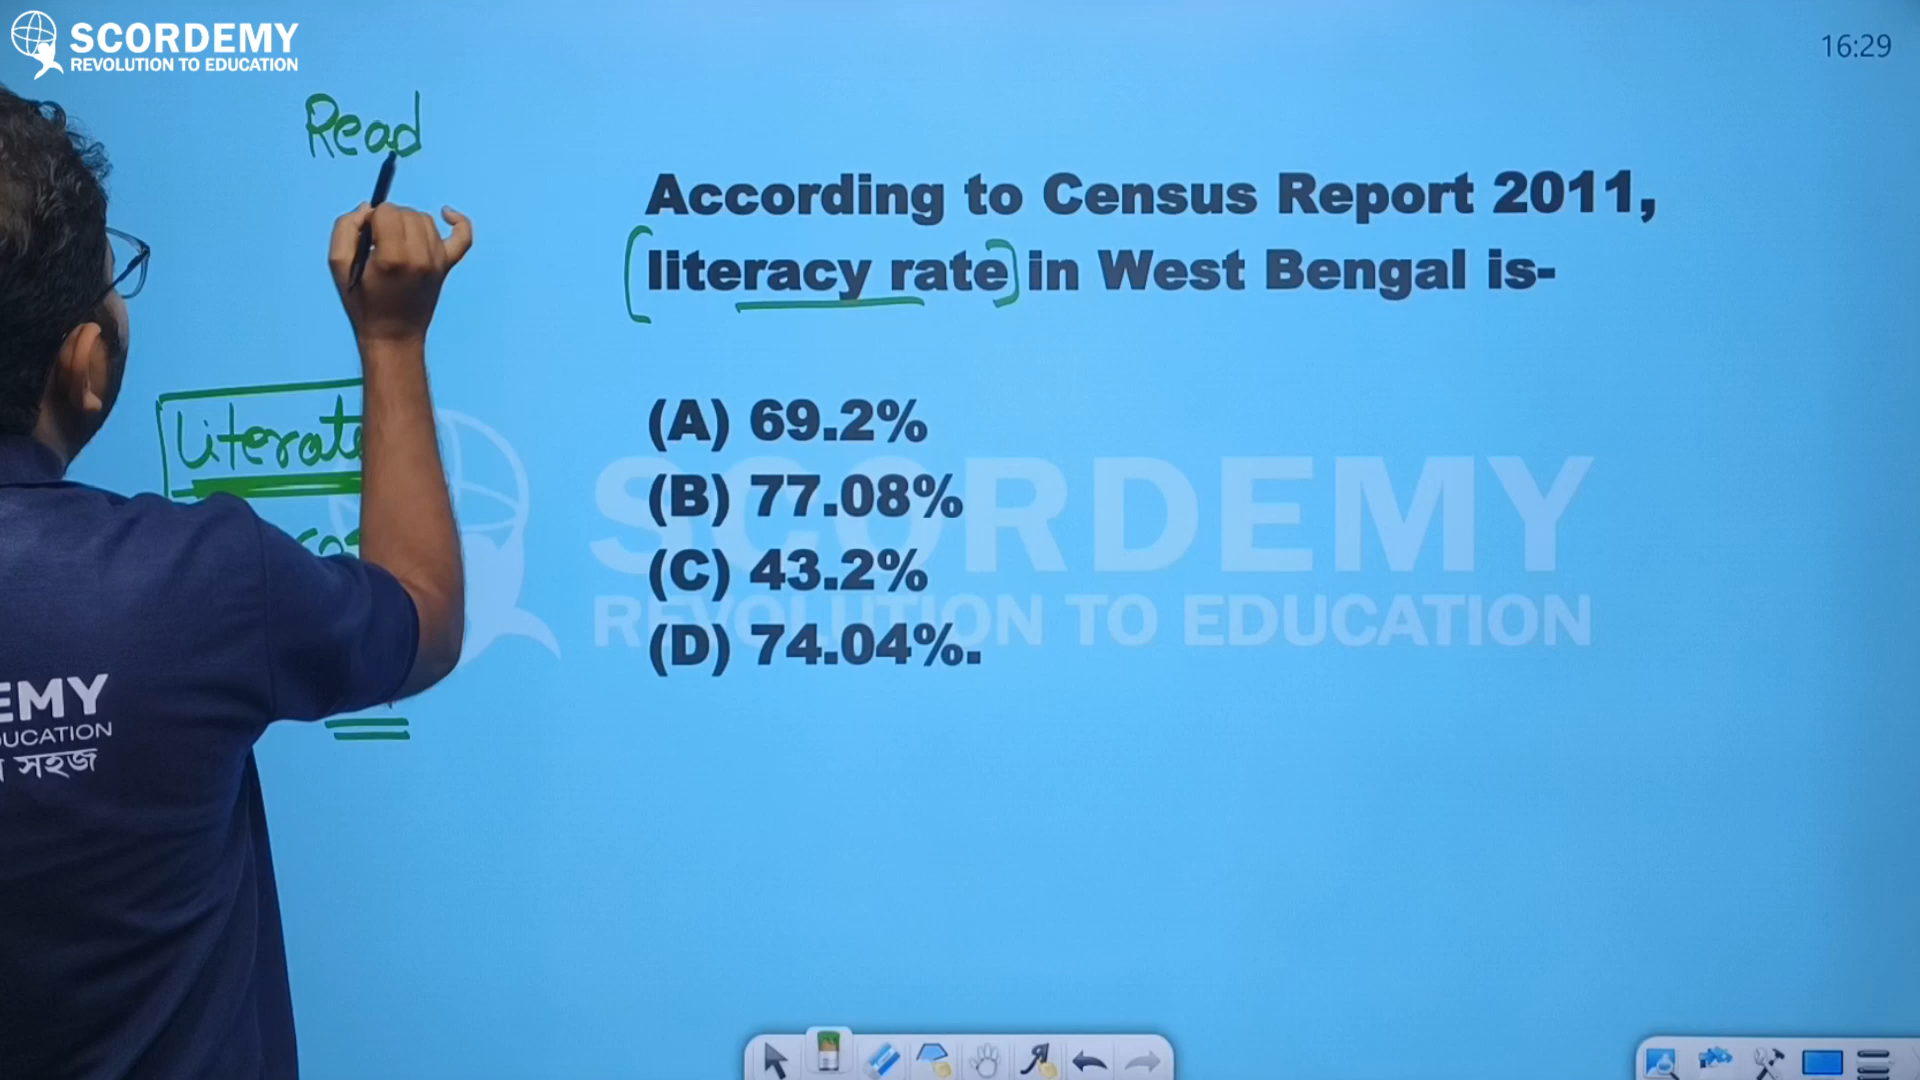 SCORDEMY
REVOLUTION TO EDUCATION
16:29
Read
According to Census Report 2011,
literacy rate in West Bengal is-
(A) 69.2%
(B) 77.08%
(C) 43.2%
(D) 74.04%.
Literate
SCORDEMY
REVOLUTION TO EDUCATION
EMY
UCATION
সহজ